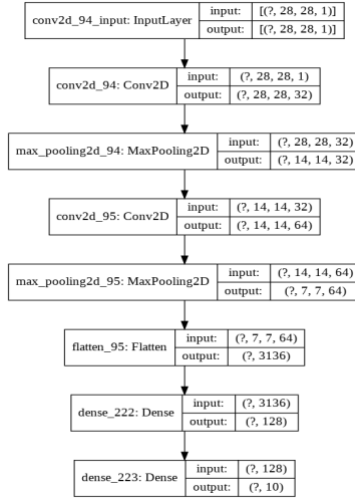 conv2d_94_input: InputLayer
input: [(?, 28, 28, 1)]
output: [(?, 28, 28, 1)]
conv2d_94: Conv2D
input: (?, 28, 28, 1)
output: (?, 28, 28, 32)
max_pooling2d_94: MaxPooling2D
input: (?, 28, 28, 32)
output: (?, 14, 14, 32)
conv2d_95: Conv2D
input: (?, 14, 14, 32)
output: (?, 14, 14, 64)
max_pooling2d_95: MaxPooling2D
input: (?, 14, 14, 64)
output: (?, 7, 7, 64)
flatten_95: Flatten
input: (?, 7, 7, 64)
output: (?, 3136)
dense_222: Dense
input: (?, 3136)
output: (?, 128)
dense_223: Dense
input: (?, 128)
output: (?, 10)